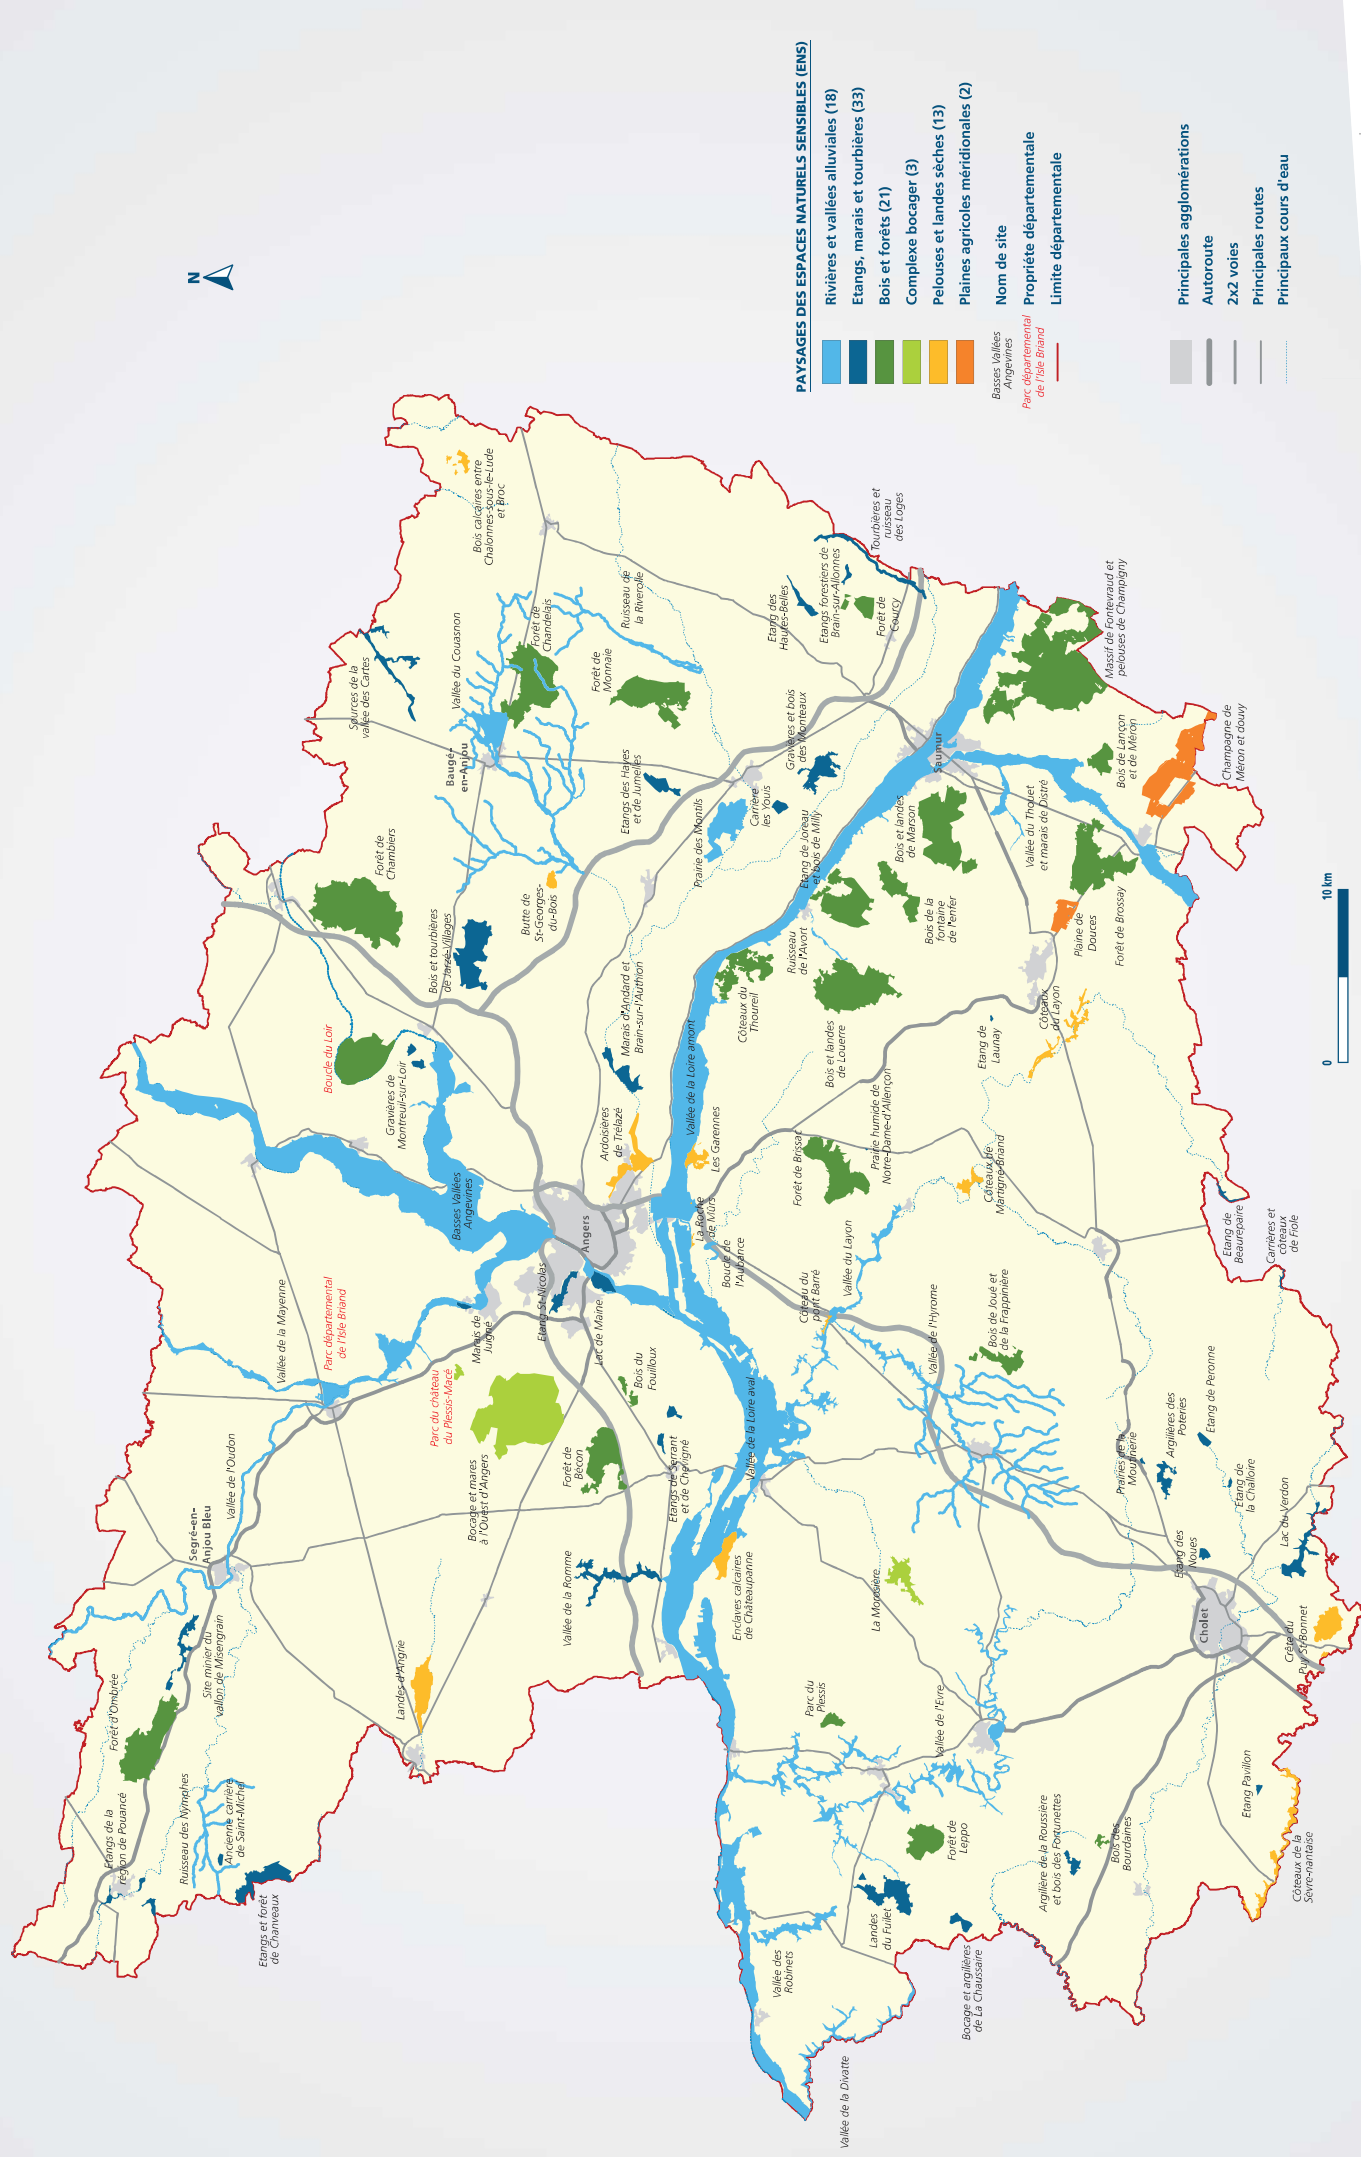 N
PAYSAGES DES ESPACES NATURELS SENSIBLES (ENS)
Rivières et vallées alluviales (18)
Etangs, marais et tourbières (33)
Bois et forêts (21)
Complexe bocager (3)
Pelouses et landes sèches (13)
Plaines agricoles méridionales (2)
Basses Vallées
Angevines
Nom de site
Parc départemental
de l'Isle Briand
Propriéte départementale
Limite départementale
Principales agglomérations
Autoroute
2x2 voies
Principales routes
Principaux cours d'eau
0
10 km
Etangs de la
région de Pouancé
Forêt d'Ombrée
Ruisseau des Nymphes
Ancienne carrière
de Saint-Michel
Etangs et forêt
de Chanveaux
Site minier du
vallon de Misengrain
Segré-en-
Anjou Bleu
Vallée de l'Oudon
Vallée de la Mayenne
Parc départemental
de l'Isle Briand
Landes d'Angrie
Parc du château
du Plessis-Macé
Bocage et mares
à l'Ouest d'Angers
Marais de
Juigné
Basses Vallées
Angevines
Gravières de
Montreuil-sur-Loir
Boucle du Loir
Forêt de
Chambiers
Bois et tourbières
de Jarzé-Villages
Sources de la
vallée des Cartes
Vallée du Couasnon
Baugé-
en-Anjou
Bois calcaires entre
Chalonnes-sous-le-Lude
et Broc
Forêt de
Chandelais
Butte de
St-Georges-
du-Bois
Forêt de
Monnaie
Ruisseau de
la Riverolle
Etangs des Hayes
et de Jumelles
Etang St-Nicolas
Angers
Lac de Maine
Ardoisières
de Trélazé
Marais d'Andard et
Brain-sur-l'Authion
Vallée de la Romme
Forêt de
Bécon
Bois du
Fouilloux
Etangs de Serrant
et de Chevigné
Vallée de la Loire amont
Les Garennes
La Roche
de Mûrs
Boucle de
l'Aubance
Prairie des Montils
Carrière
les Youis
Gravières et bois
des Monteaux
Etang des
Hautes-Belles
Etangs forestiers de
Brain-sur-Allonnes
Forêt de
Courcy
Tourbières et
ruisseau
des Loges
Enclaves calcaires
de Châteaupanne
Vallée de la Loire aval
Côteaux du
Thoureil
Ruisseau
de l'Avort
Etang de Joreau
et bois de Milly
Bois et landes
de Louerre
Bois et landes
de Marson
Bois de la
fontaine
de l'enfer
Saumur
Massif de Fontevraud et
pelouses de Champigny
Vallée du Thouet
et marais de Distré
Bois de Lançon
et de Méron
Champagne de
Méron et douvy
Forêt de Brossay
Plaine de
Douces
Côteaux
du Layon
Etang de
Launay
Prairie humide de
Notre-Dame-d'Allençon
Forêt de Brissac
Côteau du
pont Barré
Vallée du Layon
Côteaux de
Martigné-Briand
Vallée de l'Hyrome
Bois de Joué et
de la Frappinière
Etang de
Beaurepaire
Carrières et
côteaux
de Fiole
Vallée des
Robinets
Vallée de la Divatte
Parc du
Plessis
La Morosière
Vallée de l'Evre
Landes
du Fuilet
Forêt de
Leppo
Bocage et argilières
de La Chaussaire
Argilière de la Roussière
et bois des Fortunettes
Bois des
Bourdaines
Prairies de la
Moutinerie
Argilières des
Poteries
Etang de Peronne
Etang de
la Challoire
Etang des
Noues
Lac du Verdon
Cholet
Crête du
Puy St-Bonnet
Etang Pavillon
Côteaux de la
Sèvre-nantaise